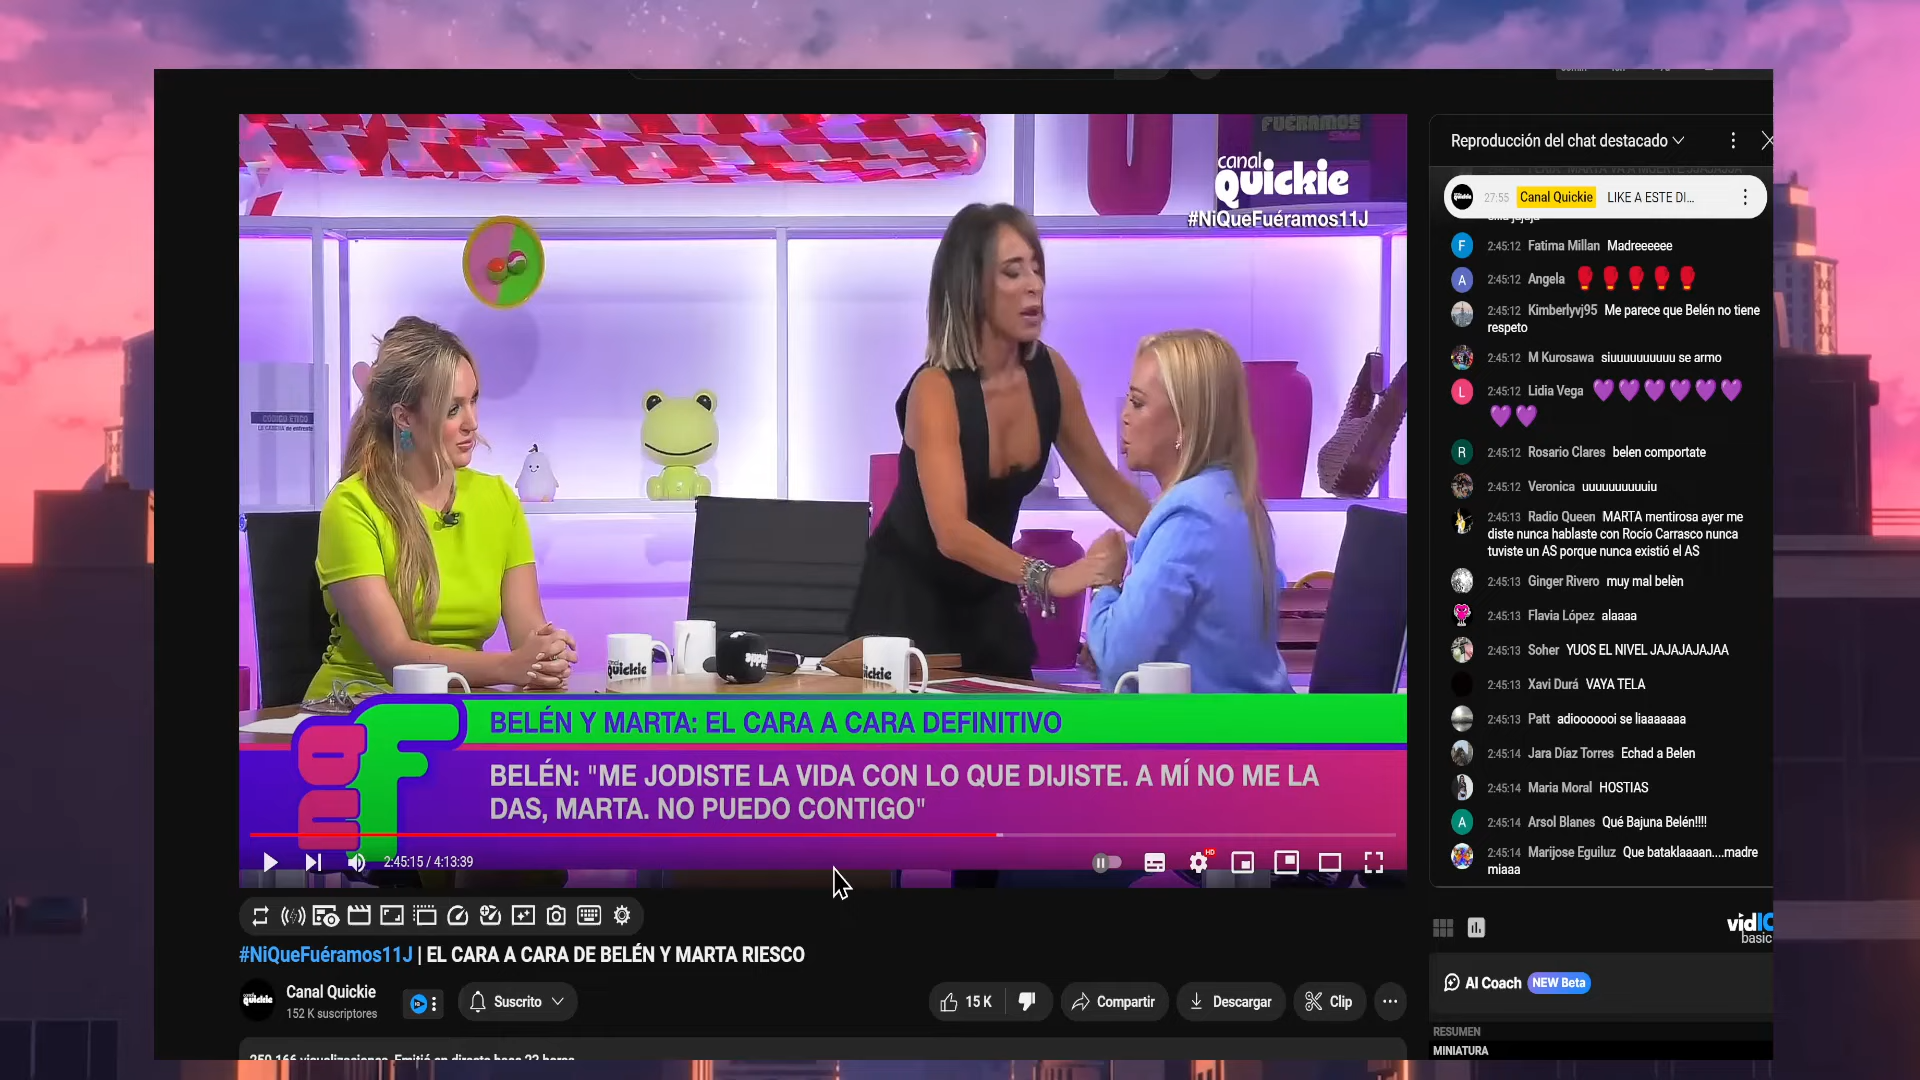 FUERAMOS
canal
quickie
#NiQueFuéramos11J
CODIGO ETICO
canal
quickie
BELÉN Y MARTA: EL CARA A CARA DEFINITIVO
BELÉN: "ME JODISTE LA VIDA CON LO QUE DIJISTE. A MÍ NO ME LA
DAS, MARTA. NO PUEDO CONTIGO"
2:45:15 / 4:13:39
HD
#NiQueFuéramos11J | EL CARA A CARA DE BELÉN Y MARTA RIESCO
Canal Quickie
152 K suscriptores
Suscrito
15 K
Compartir
Descargar
Clip
Reproducción del chat destacado
27:55 Canal Quickie LIKE A ESTE DI...
F 2:45:12 Fatima Millan Madreeeeee
A 2:45:12 Angela
2:45:12 Kimberlyvj95 Me parece que Belén no tiene
respeto
2:45:12 M Kurosawa siuuuuuuuuuu se armo
L 2:45:12 Lidia Vega
R 2:45:12 Rosario Clares belen comportate
2:45:12 Veronica uuuuuuuuuuiu
2:45:13 Radio Queen MARTA mentirosa ayer me
diste nunca hablaste con Rocío Carrasco nunca
tuviste un AS porque nunca existió el AS
2:45:13 Ginger Rivero muy mal belèn
2:45:13 Flavia López alaaaa
2:45:13 Soher YUOS EL NIVEL JAJAJAJAJAA
2:45:13 Xavi Durá VAYA TELA
2:45:13 Patt adiooooooi se liaaaaaaa
2:45:14 Jara Díaz Torres Echad a Belen
2:45:14 Maria Moral HOSTIAS
A 2:45:14 Arsol Blanes Qué Bajuna Belén!!!!
2:45:14 Marijose Eguiluz Que bataklaaaan....madre
miaaa
vidIQ
basic
AI Coach NEW Beta
RESUMEN
MINIATURA